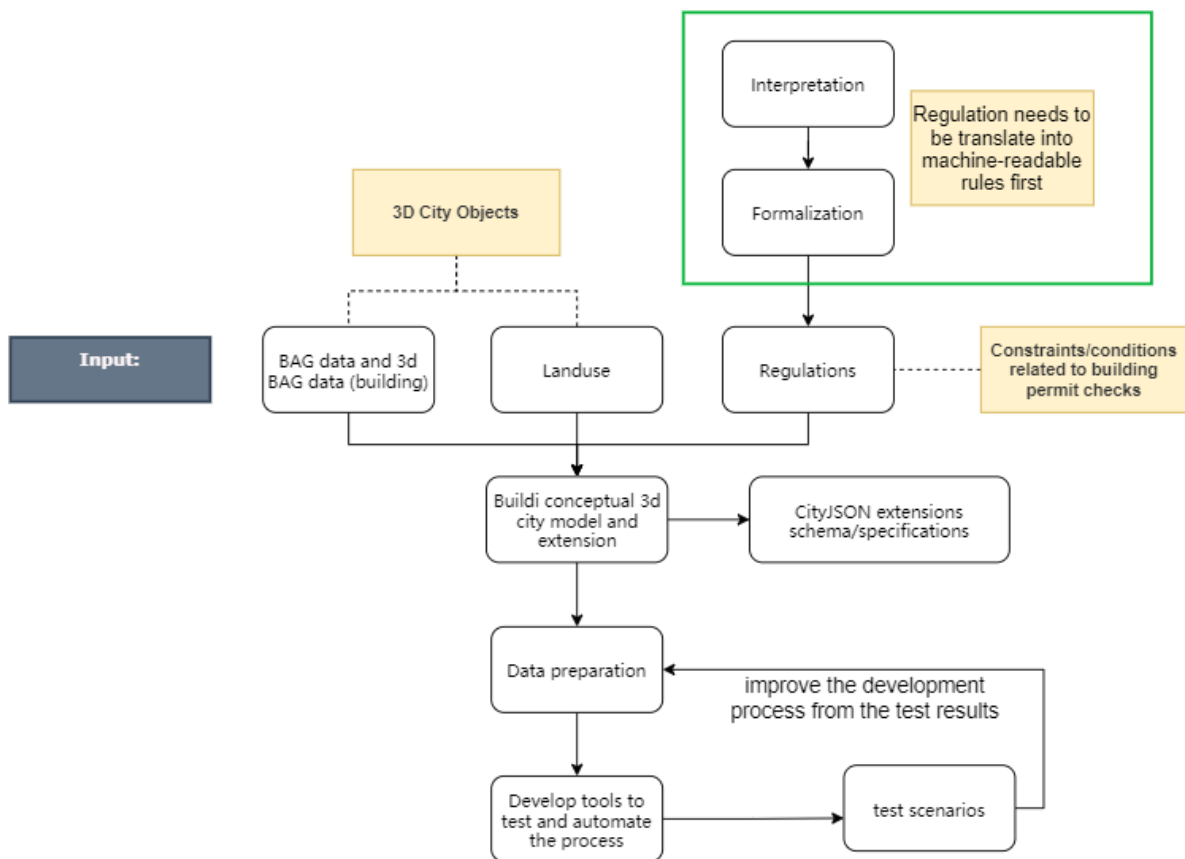 Interpretation
Regulation needs to
be translate into
machine-readable
rules first
Formalization
3D City Objects
Input:
BAG data and 3d
BAG data (building)
Landuse
Regulations
Constraints/conditions
related to building
permit checks
Buildi conceptual 3d
city model and
extension
CityJSON extensions
schema/specifications
Data preparation
improve the development
process from the test results
Develop tools to
test and automate
the process
test scenarios